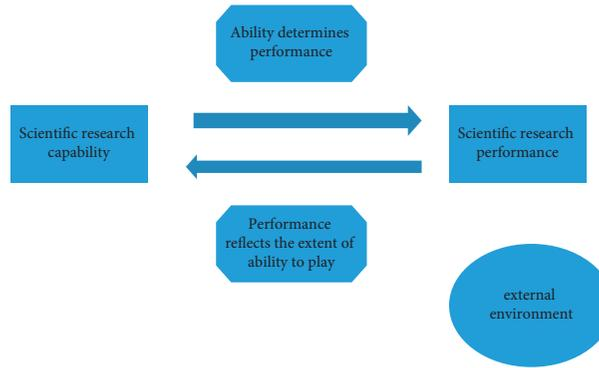 Ability determines
performance
Scientific research
capability
Scientific research
performance
Performance
reflects the extent of
ability to play
external
environment